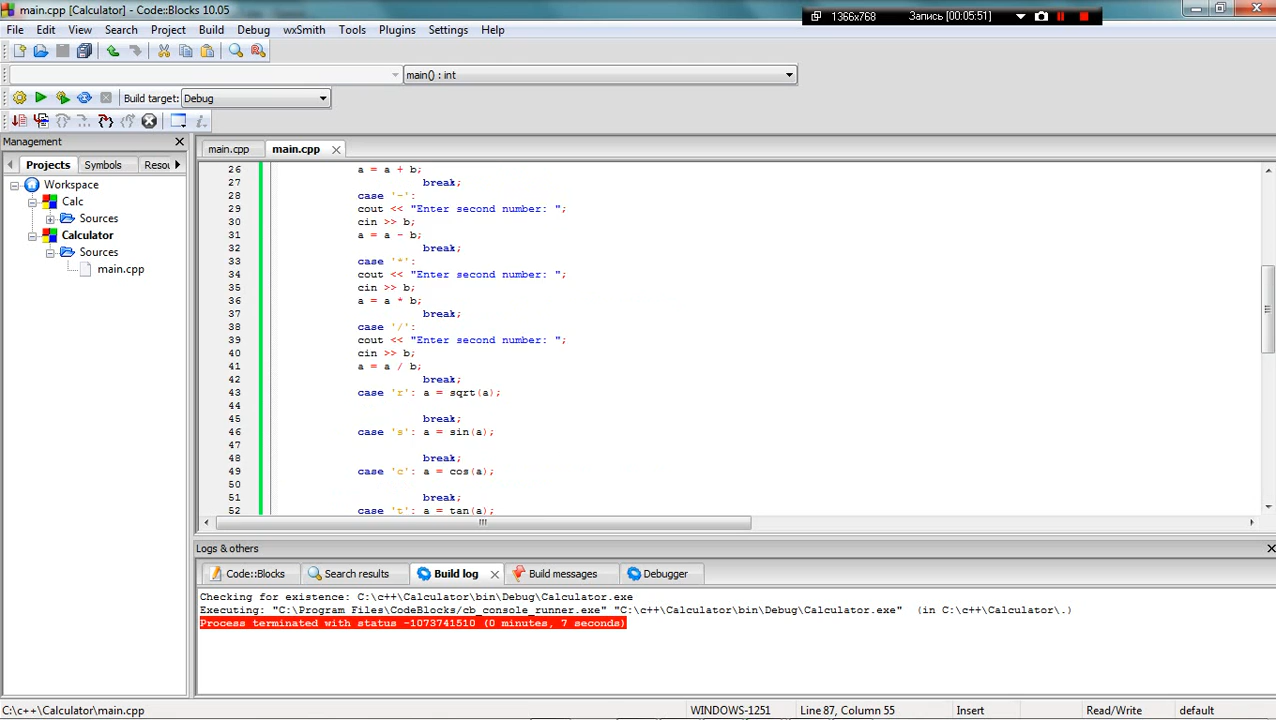 main.cpp [Calculator] - Code::Blocks 10.05
1366x768 Запись (00:05:51)
File Edit View Search Project Build Debug wxSmith Tools Plugins Settings Help
main() : int
Build target: Debug
Management
Projects Symbols Resou
Workspace
Calc
Sources
Calculator
Sources
main.cpp
main.cpp main.cpp
26 a = a + b;
27 break;
28 case '-':
29 cout << "Enter second number: ";
30 cin >> b;
31 a = a - b;
32 break;
33 case '*':
34 cout << "Enter second number: ";
35 cin >> b;
36 a = a * b;
37 break;
38 case '/':
39 cout << "Enter second number: ";
40 cin >> b;
41 a = a / b;
42 break;
43 case 'r': a = sqrt(a);
44
45 break;
46 case 's': a = sin(a);
47
48 break;
49 case 'c': a = cos(a);
50
51 break;
52 case 't': a = tan(a);
Logs & others
Code::Blocks Search results Build log Build messages Debugger
Checking for existence: C:\c++\Calculator\bin\Debug\Calculator.exe
Executing: "C:\Program Files\CodeBlocks/cb_console_runner.exe" "C:\c++\Calculator\bin\Debug\Calculator.exe" (in C:\c++\Calculator\.)
Process terminated with status -1073741510 (0 minutes, 7 seconds)
C:\c++\Calculator\main.cpp WINDOWS-1251 Line 87, Column 55 Insert Read/Write default